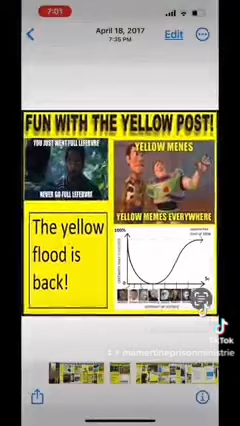 7:01
April 18, 2017
7:35 PM
Edit
FUN WITH THE YELLOW POST!
YOU JUST WENT FULL LEFEBVRE
NEVER GO FULL LEFEBVRE
YELLOW MEMES
YELLOW MEMES EVERYWHERE
The yellow
flood is
back!
100%
TikTok
@mamertineprisonministrie